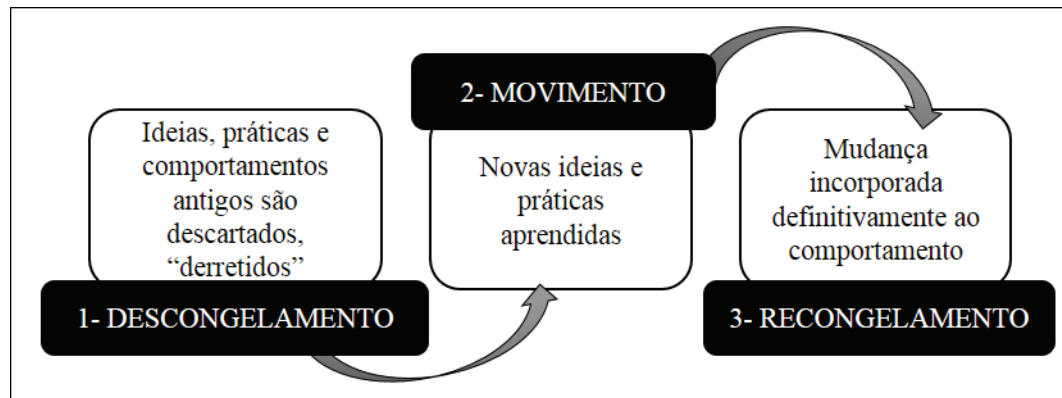 Ideias, práticas e
comportamentos
antigos são
descartados,
“derretidos”
1- DESCONGELAMENTO
2- MOVIMENTO
Novas ideias e
práticas
aprendidas
Mudança
incorporada
definitivamente ao
comportamento
3- RECONGELAMENTO